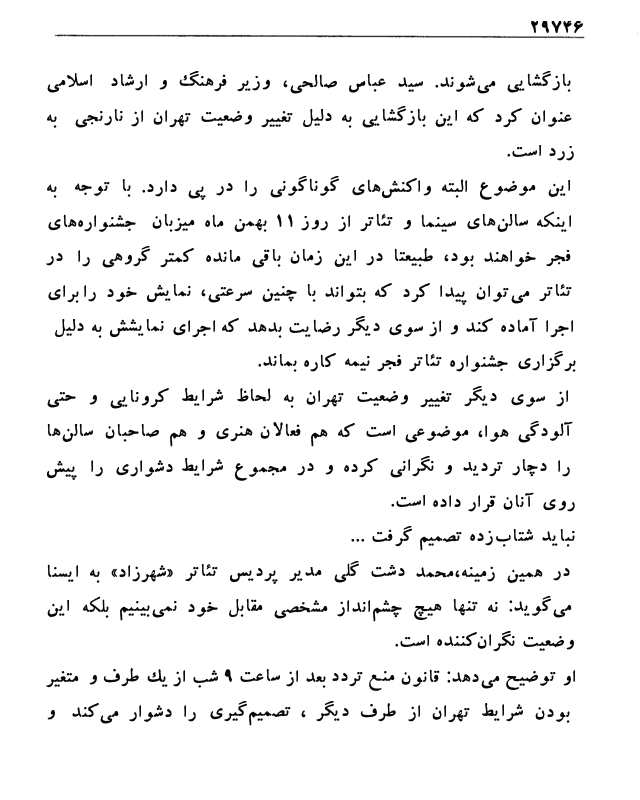 ۲۹۷۴۶
بازگشایی می‌شوند. سید عباس صالحی، وزیر فرهنگ و ارشاد اسلامی
عنوان کرد که این بازگشایی به دلیل تغییر وضعیت تهران از نارنجی به
زرد است.
این موضوع البته واکنش‌های گوناگونی را در پی دارد. با توجه به
اینکه سالن‌های سینما و تئاتر از روز ۱۱ بهمن ماه میزبان جشنواره‌های
فجر خواهند بود، طبیعتا در این زمان باقی مانده کمتر گروهی را در
تئاتر می‌توان پیدا کرد که بتواند با چنین سرعتی، نمایش خود رابرای
اجرا آماده کند و از سوی دیگر رضایت بدهد که اجرای نمایشش به دلیل
برگزاری جشنواره تئاتر فجر نیمه کاره بماند.
از سوی دیگر تغییر وضعیت تهران به لحاظ شرایط کرونایی و حتی
آلودگی هوا، موضوعی است که هم فعالان هنری و هم صاحبان سالن‌ها
را دچار تردید و نگرانی کرده و در مجموع شرایط دشواری را پیش
روی آنان قرار داده است.
نباید شتاب‌زده تصمیم گرفت ...
در همین زمینه،محمد دشت گلی مدیر پردیس تئاتر «شهرزاد» به ایسنا
می‌گوید: نه تنها هیچ چشم‌انداز مشخصی مقابل خود نمی‌بینیم بلکه این
وضعیت نگران‌کننده است.
او توضیح می‌دهد: قانون منع تردد بعد از ساعت ۹ شب از یك طرف و متغیر
بودن شرایط تهران از طرف دیگر ، تصمیم‌گیری را دشوار می‌کند و